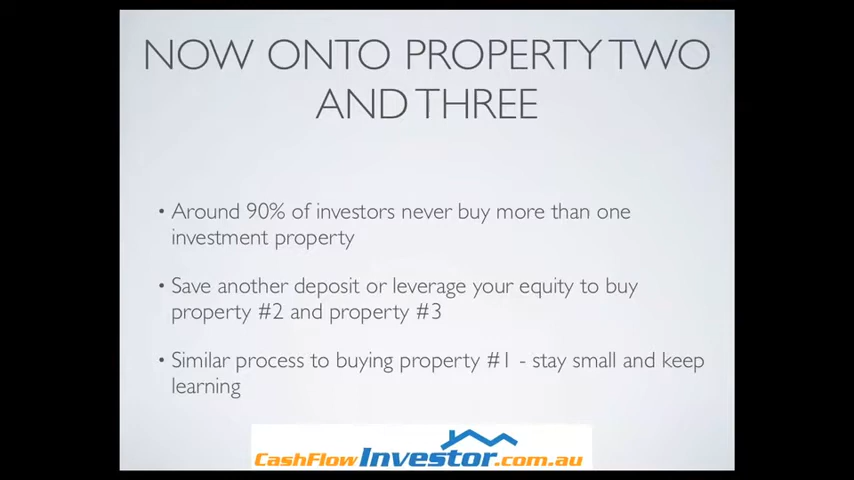 NOW ONTO PROPERTY TWO
AND THREE
• Around 90% of investors never buy more than one
investment property
• Save another deposit or leverage your equity to buy
property #2 and property #3
• Similar process to buying property #1 - stay small and keep
learning
CashFlowInvestor.com.au